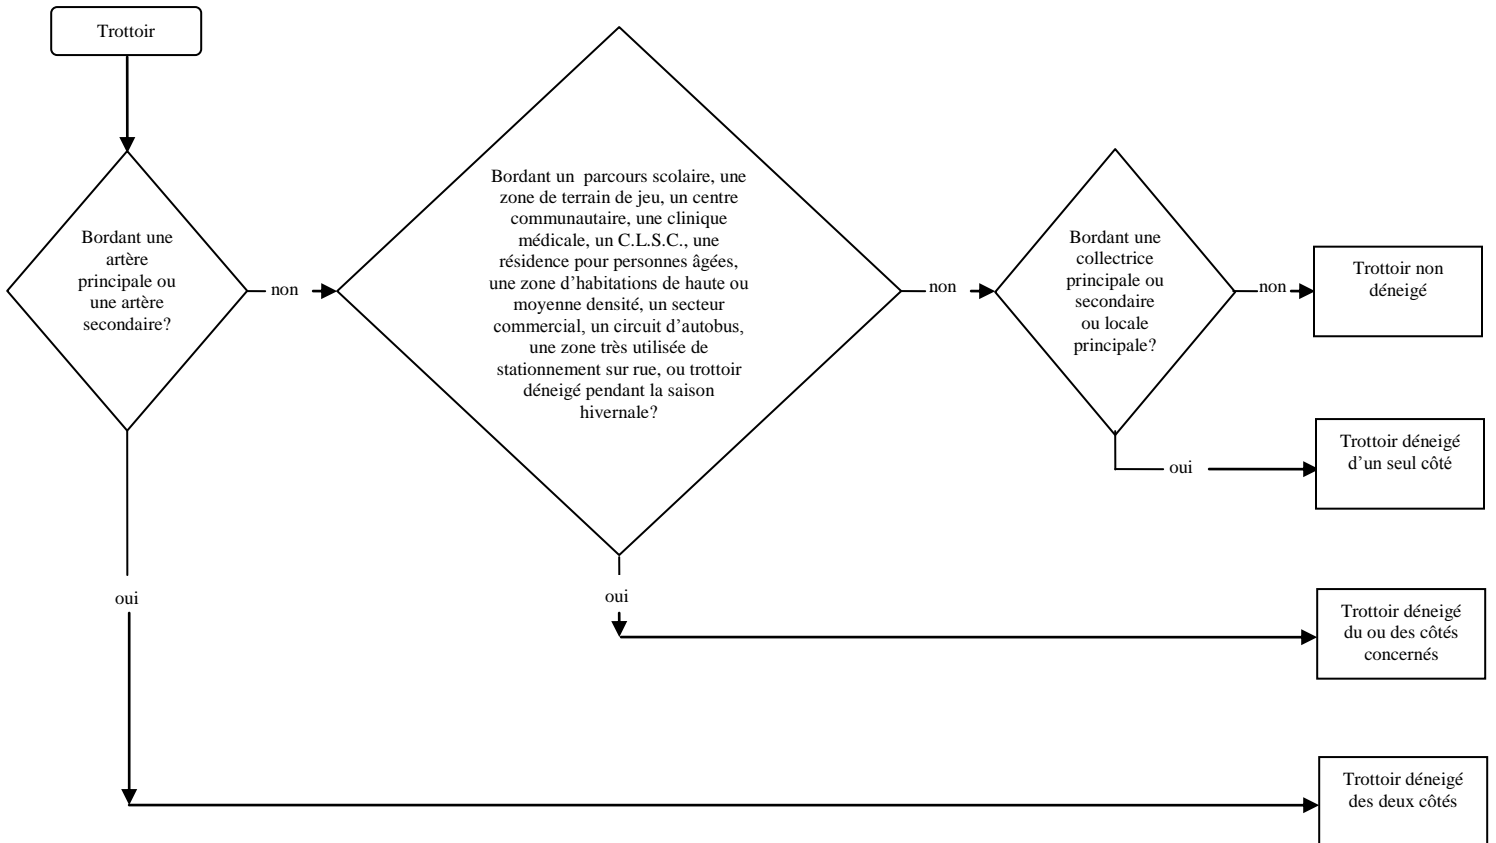 Trottoir
Bordant une
artère
principale ou
une artère
secondaire?
non
oui
Bordant un parcours scolaire, une
zone de terrain de jeu, un centre
communautaire, une clinique
médicale, un C.L.S.C., une
résidence pour personnes âgées,
une zone d’habitations de haute ou
moyenne densité, un secteur
commercial, un circuit d’autobus,
une zone très utilisée de
stationnement sur rue, ou trottoir
déneigé pendant la saison
hivernale?
non
oui
Bordant une
collectrice
principale ou
secondaire
ou locale
principale?
non
oui
Trottoir non
déneigé
Trottoir déneigé
d’un seul côté
Trottoir déneigé
du ou des côtés
concernés
Trottoir déneigé
des deux côtés